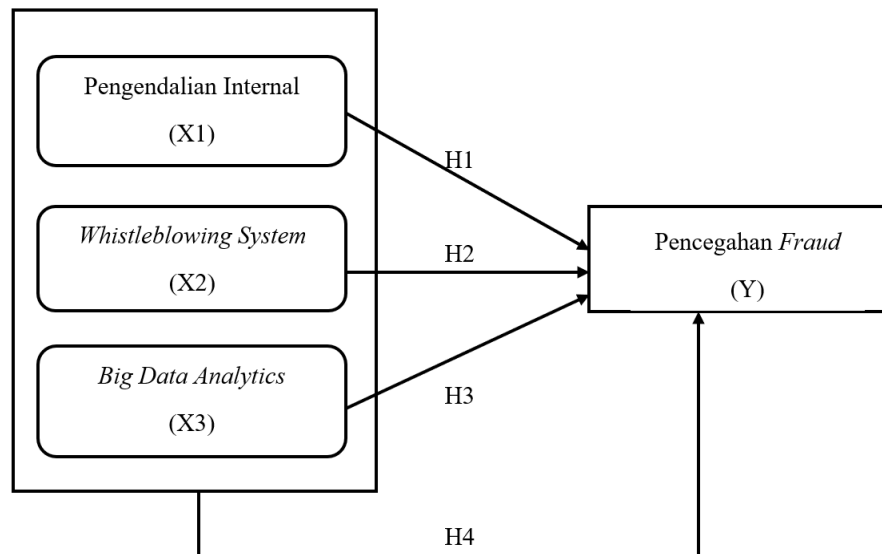 Pengendalian Internal
(X1)
H1
Whistleblowing System
(X2)
H2
Pencegahan Fraud
(Y)
Big Data Analytics
(X3)
H3
H4